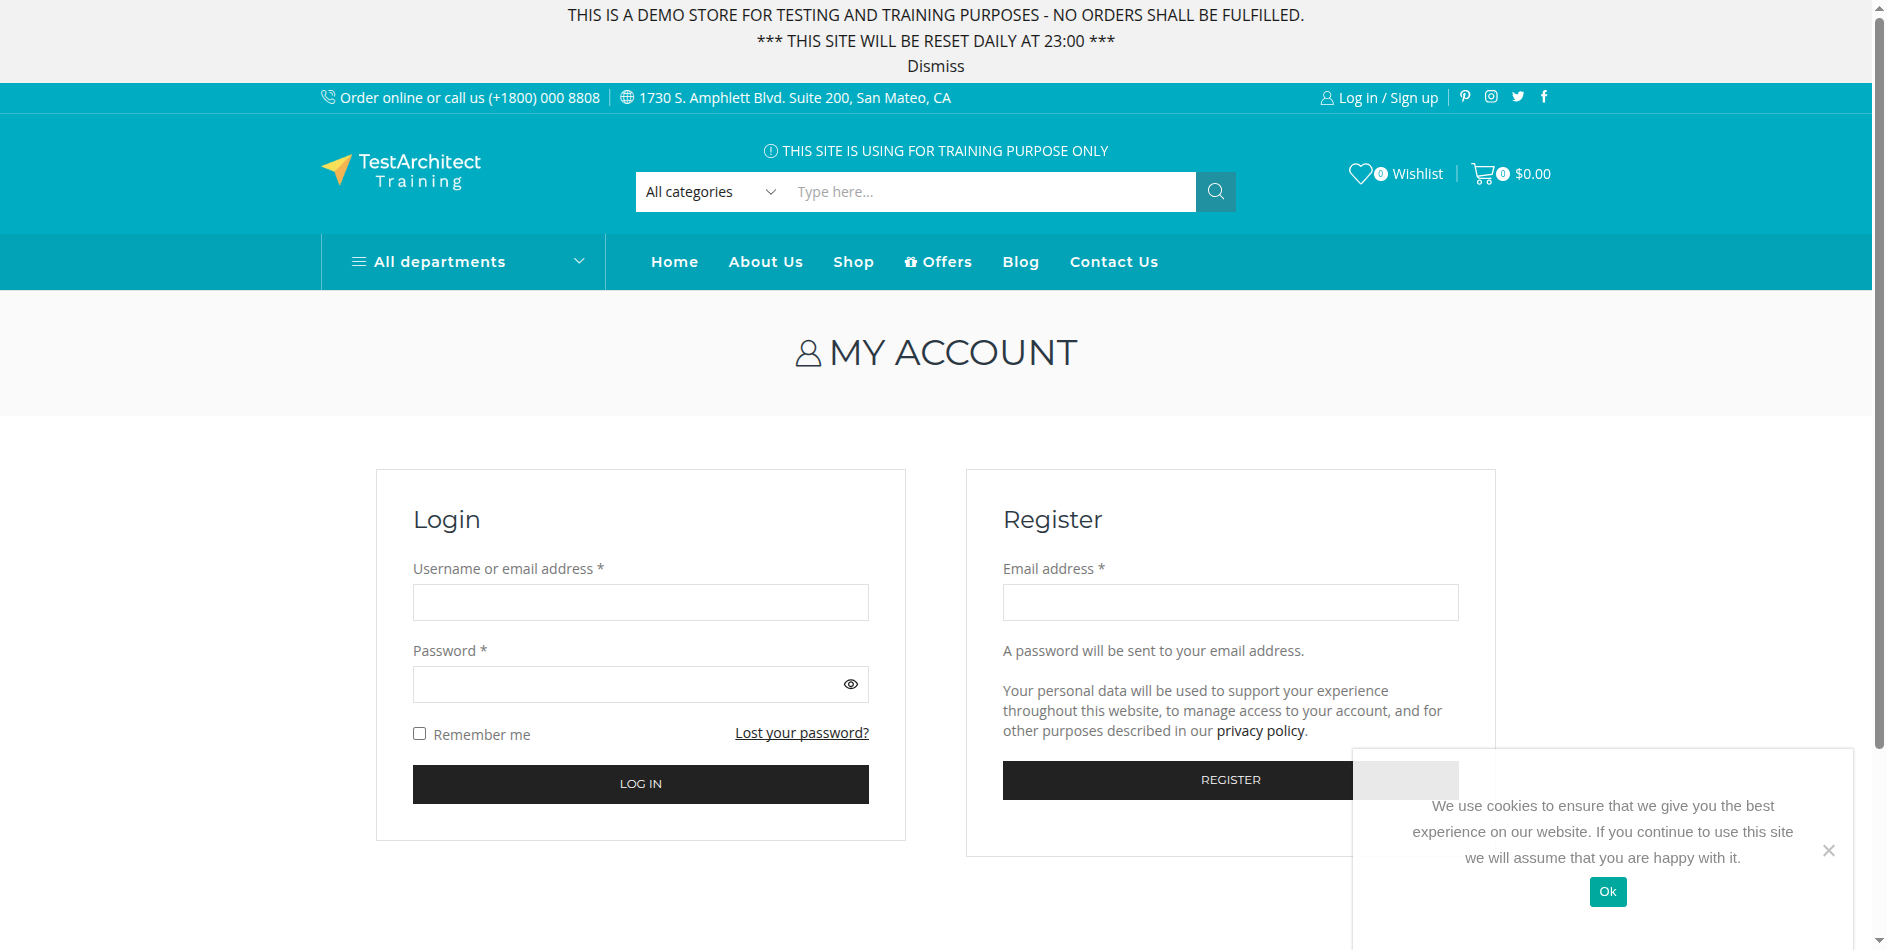 THIS IS A DEMO STORE FOR TESTING AND TRAINING PURPOSES - NO ORDERS SHALL BE FULFILLED.
*** THIS SITE WILL BE RESET DAILY AT 23:00 ***
Dismiss
Order online or call us (+1800) 000 8808
1730 S. Amphlett Blvd. Suite 200, San Mateo, CA
Log in / Sign up
TestArchitect
Training
THIS SITE IS USING FOR TRAINING PURPOSE ONLY
All categories
Type here...
0 Wishlist
0 $0.00
All departments
Home
About Us
Shop
Offers
Blog
Contact Us
MY ACCOUNT
Login
Username or email address *
Password *
Remember me
Lost your password?
LOG IN
Register
Email address *
A password will be sent to your email address.
Your personal data will be used to support your experience
throughout this website, to manage access to your account, and for
other purposes described in our privacy policy.
REGISTER
We use cookies to ensure that we give you the best
experience on our website. If you continue to use this site
we will assume that you are happy with it.
Ok